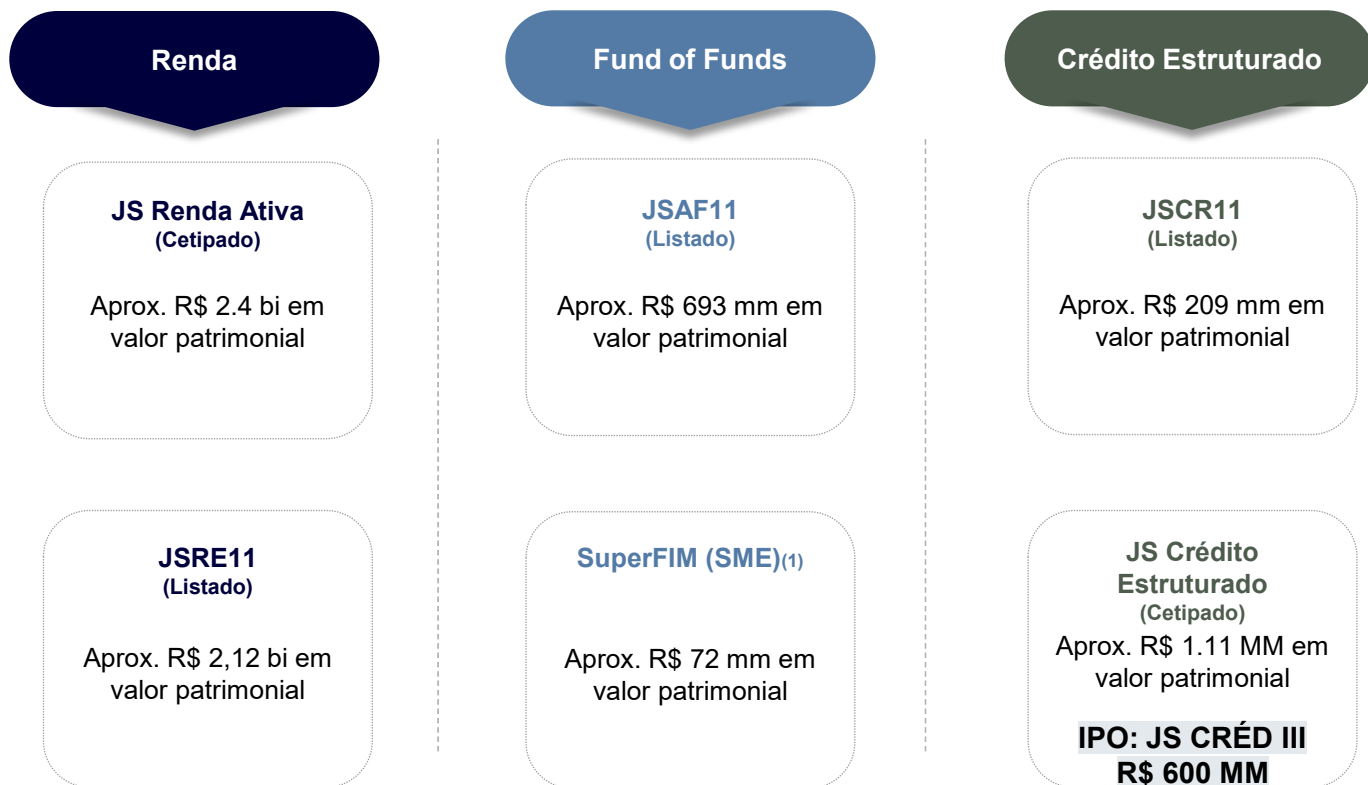 Renda
JS Renda Ativa
(Cetipado)
Aprox. R$ 2.4 bi em
valor patrimonial
JSRE11
(Listado)
Aprox. R$ 2,12 bi em
valor patrimonial
Fund of Funds
JSAF11
(Listado)
Aprox. R$ 693 mm em
valor patrimonial
SuperFIM (SME)(1)
Aprox. R$ 72 mm em
valor patrimonial
Crédito Estruturado
JSCR11
(Listado)
Aprox. R$ 209 mm em
valor patrimonial
JS Crédito
Estruturado
(Cetipado)
Aprox. R$ 1.11 MM em
valor patrimonial
IPO: JS CRÉD III
R$ 600 MM